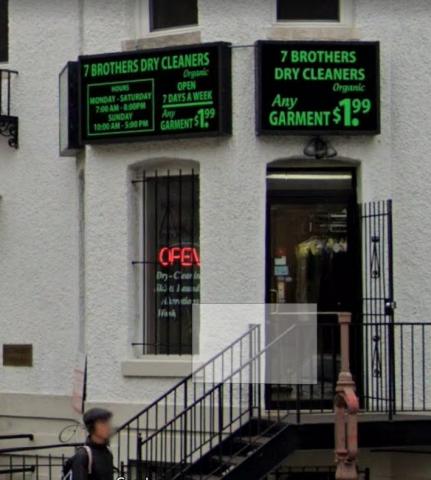 7 BROTHERS DRY CLEANERS
Organic
HOURS
MONDAY - SATURDAY
7:00 AM - 8:00PM
SUNDAY
10:00 AM - 5:00 PM
OPEN
7 DAYS A WEEK
Any
GARMENT $1.99
7 BROTHERS
DRY CLEANERS
Organic
Any
GARMENT $1.99
OPEN